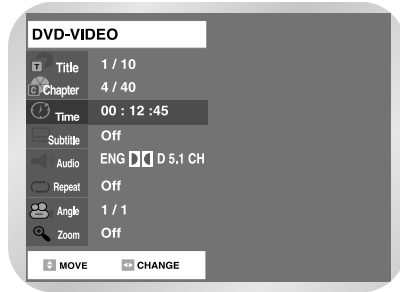 DVD-VIDEO
T Title 1 / 10
C Chapter 4 / 40
Time 00 : 12 :45
Subtitle Off
Audio ENG D 5.1 CH
Repeat Off
Angle 1 / 1
Zoom Off
MOVE CHANGE